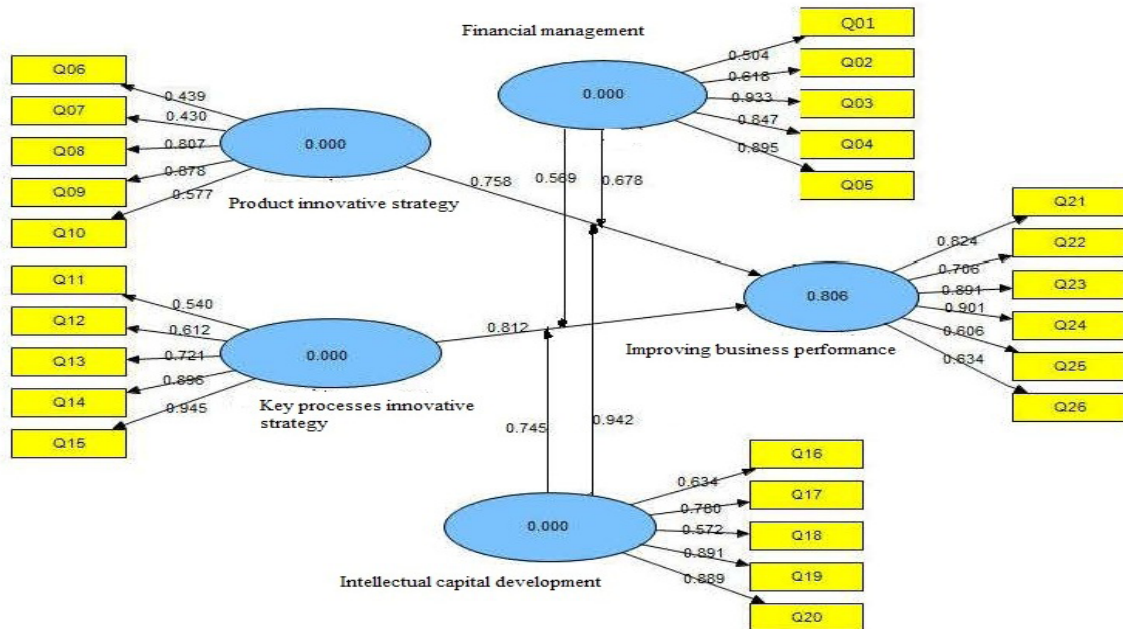 Financial management
Q01
Q02
Q03
Q04
Q05
0.504
0.618
0.933
0.847
0.895
0.000
Q06
Q07
Q08
Q09
Q10
0.439
0.430
0.807
0.878
0.577
0.000
Product innovative strategy
0.758
0.569
0.678
Q11
Q12
Q13
Q14
Q15
0.540
0.612
0.721
0.896
0.945
0.000
Key processes innovative
strategy
0.812
0.806
Improving business performance
Q21
Q22
Q23
Q24
Q25
Q26
0.824
0.706
0.891
0.901
0.606
0.634
0.745
0.942
0.000
Intellectual capital development
Q16
Q17
Q18
Q19
Q20
0.634
0.780
0.572
0.891
0.889